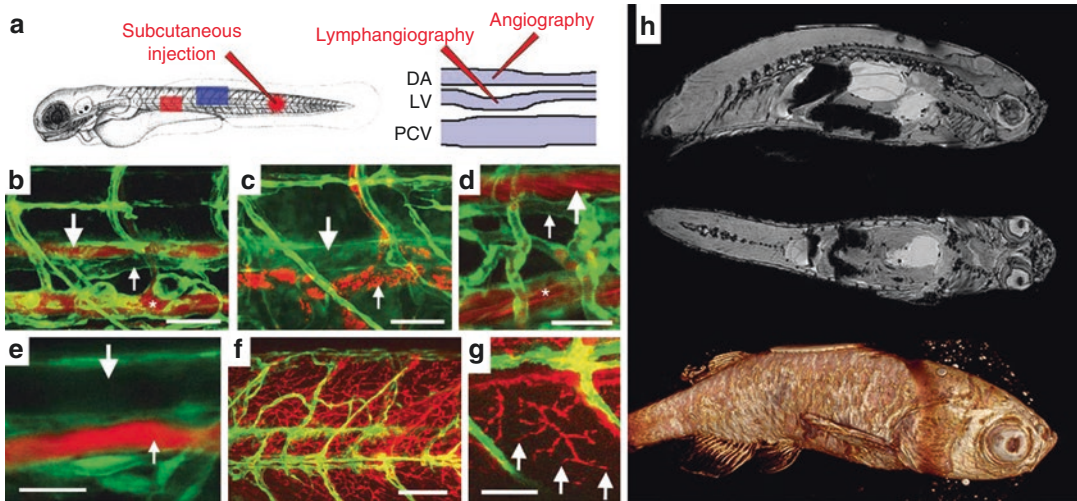 a
Subcutaneous
injection
Lymphangiography
Angiography
DA
LV
PCV
h
b
c
d
*
*
e
f
g